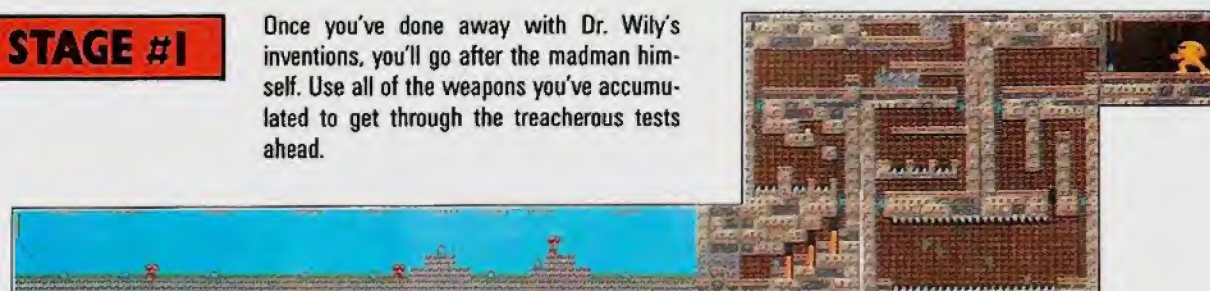 STAGE #1
Once you've done away with Dr. Wily's
inventions, you'll go after the madman him-
self. Use all of the weapons you've accumu-
lated to get through the treacherous tests
ahead.